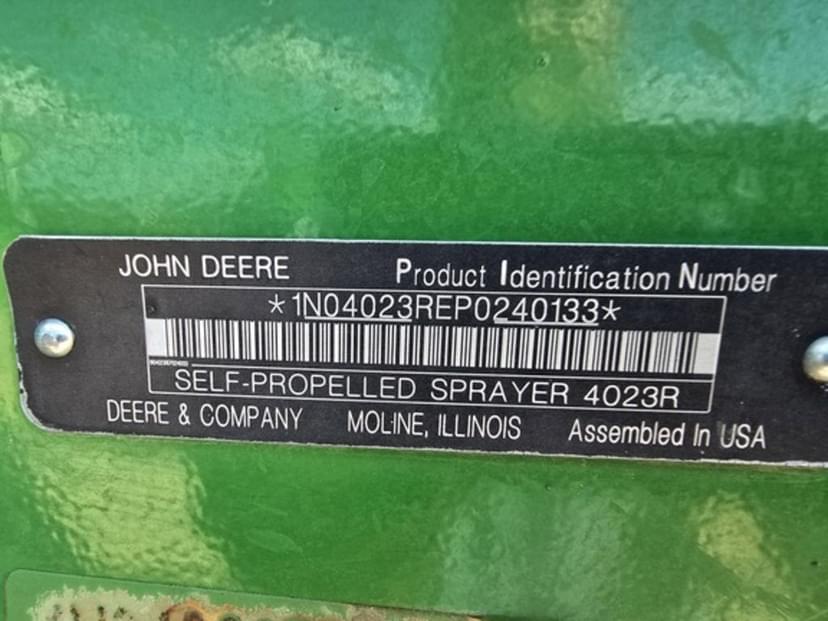 JOHN DEERE Product Identification Number
*1N04023REP0240133*
SELF-PROPELLED SPRAYER 4023R
DEERE & COMPANY MOLINE, ILLINOIS Assembled In USA